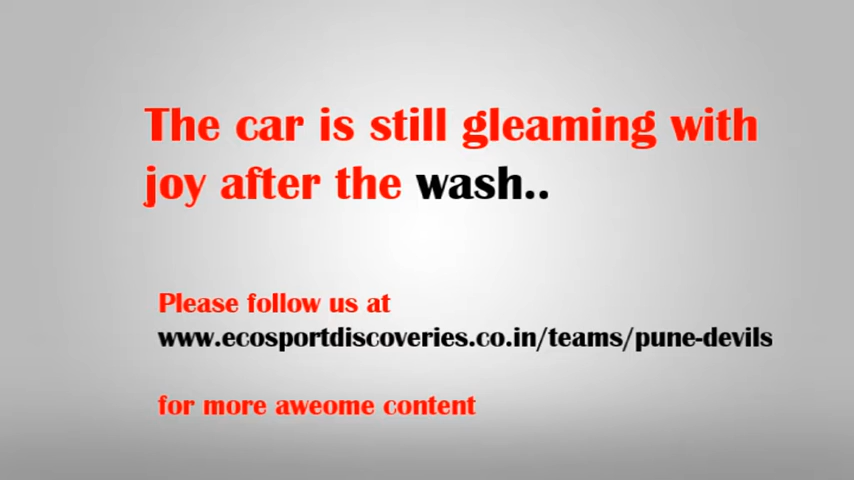 The car is still gleaming with
joy after the wash..
Please follow us at
www.ecosportdiscoveries.co.in/teams/pune-devils
for more aweome content